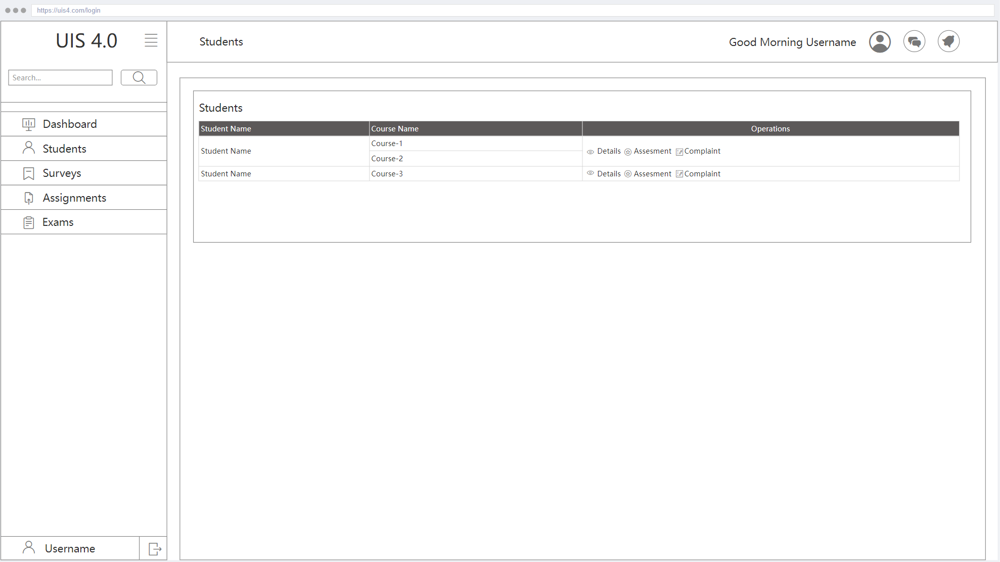 https://uis4.com/login
UIS 4.0
Students
Good Morning Username
Search...
Dashboard
Students
Surveys
Assignments
Exams
Students
Student Name Course Name Operations
Student Name
Course-1
Course-2
Details Assesment Complaint
Student Name Course-3 Details Assesment Complaint
Username